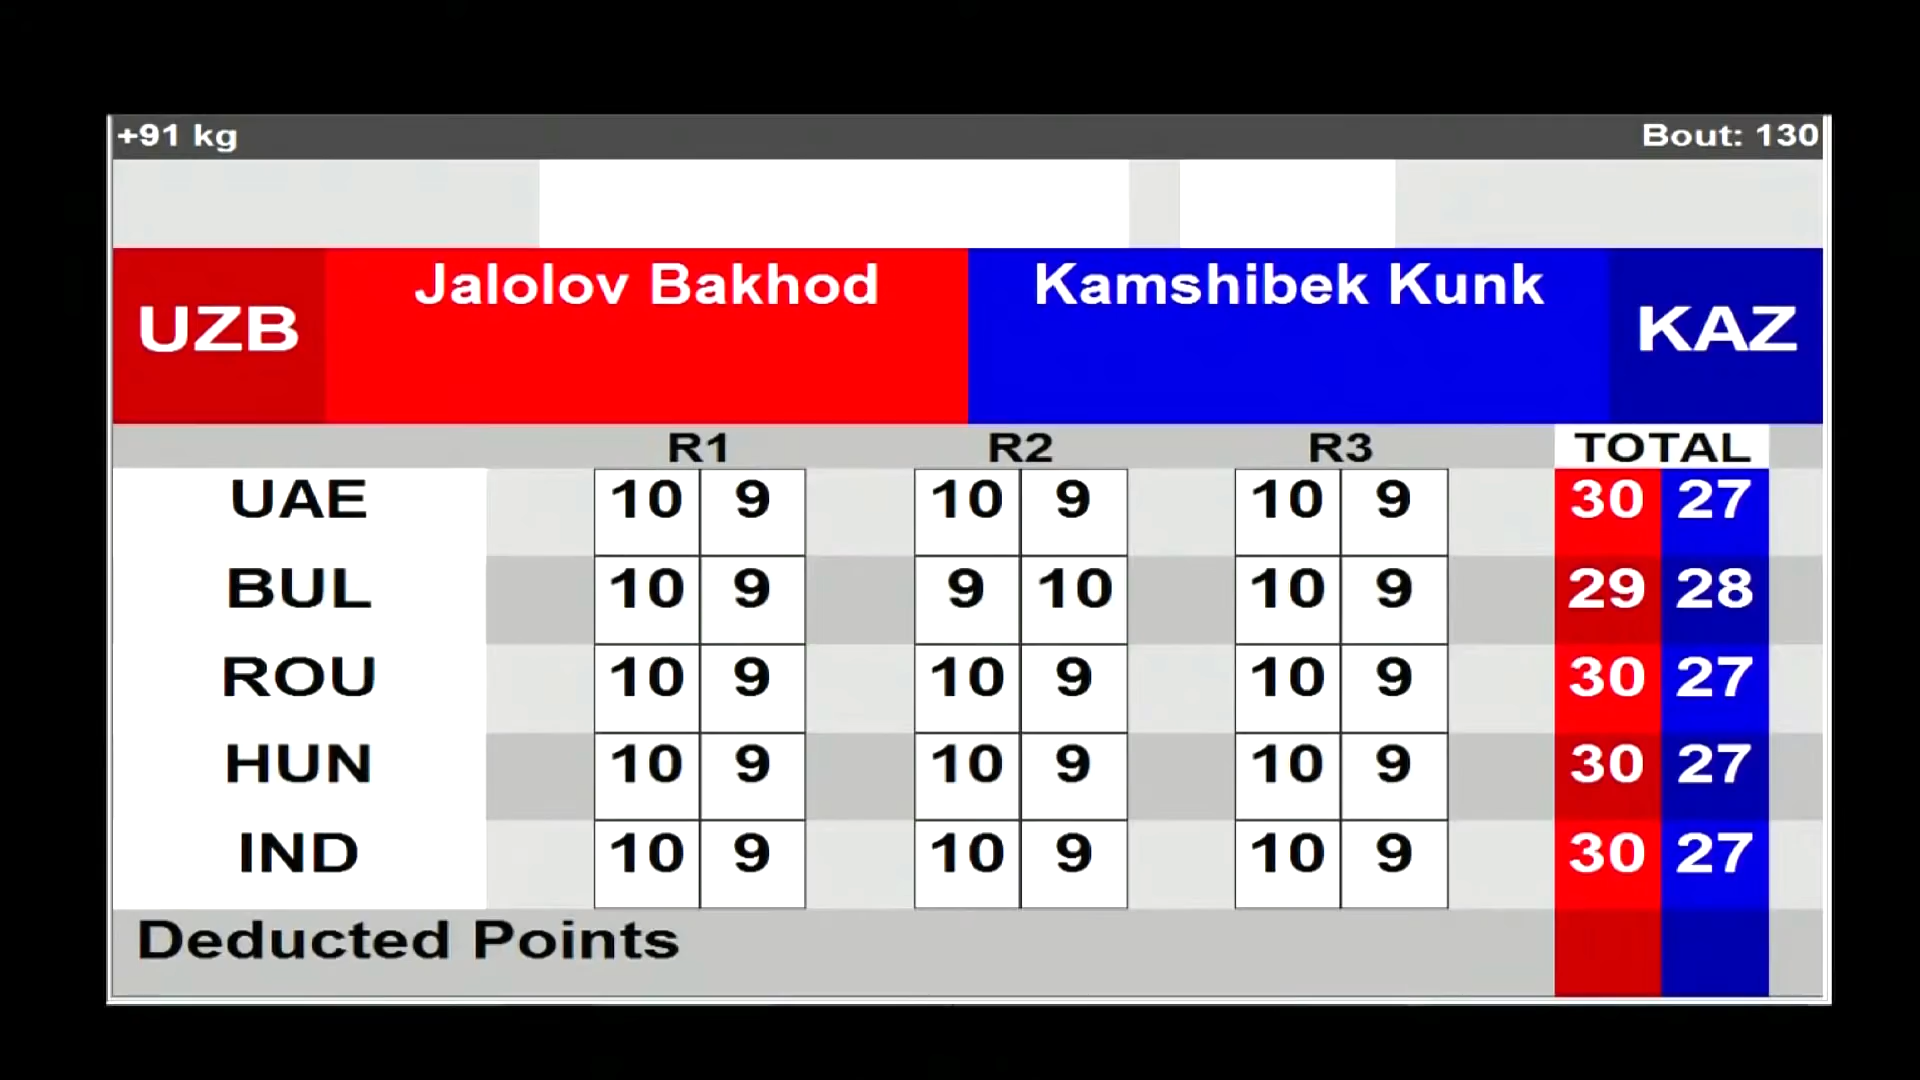 +91 kg Bout: 130
UZB Jalolov Bakhod Kamshibek Kunk KAZ
R1 R2 R3 TOTAL
UAE 10 9 10 9 10 9 30 27
BUL 10 9 9 10 10 9 29 28
ROU 10 9 10 9 10 9 30 27
HUN 10 9 10 9 10 9 30 27
IND 10 9 10 9 10 9 30 27
Deducted Points